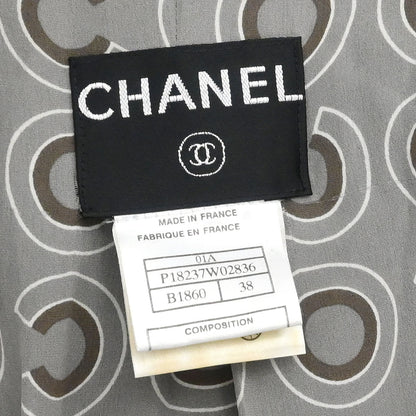 CHANEL
MADE IN FRANCE
FABRIQUE EN FRANCE
01A
P18237W02836
B1860 38
COMPOSITION